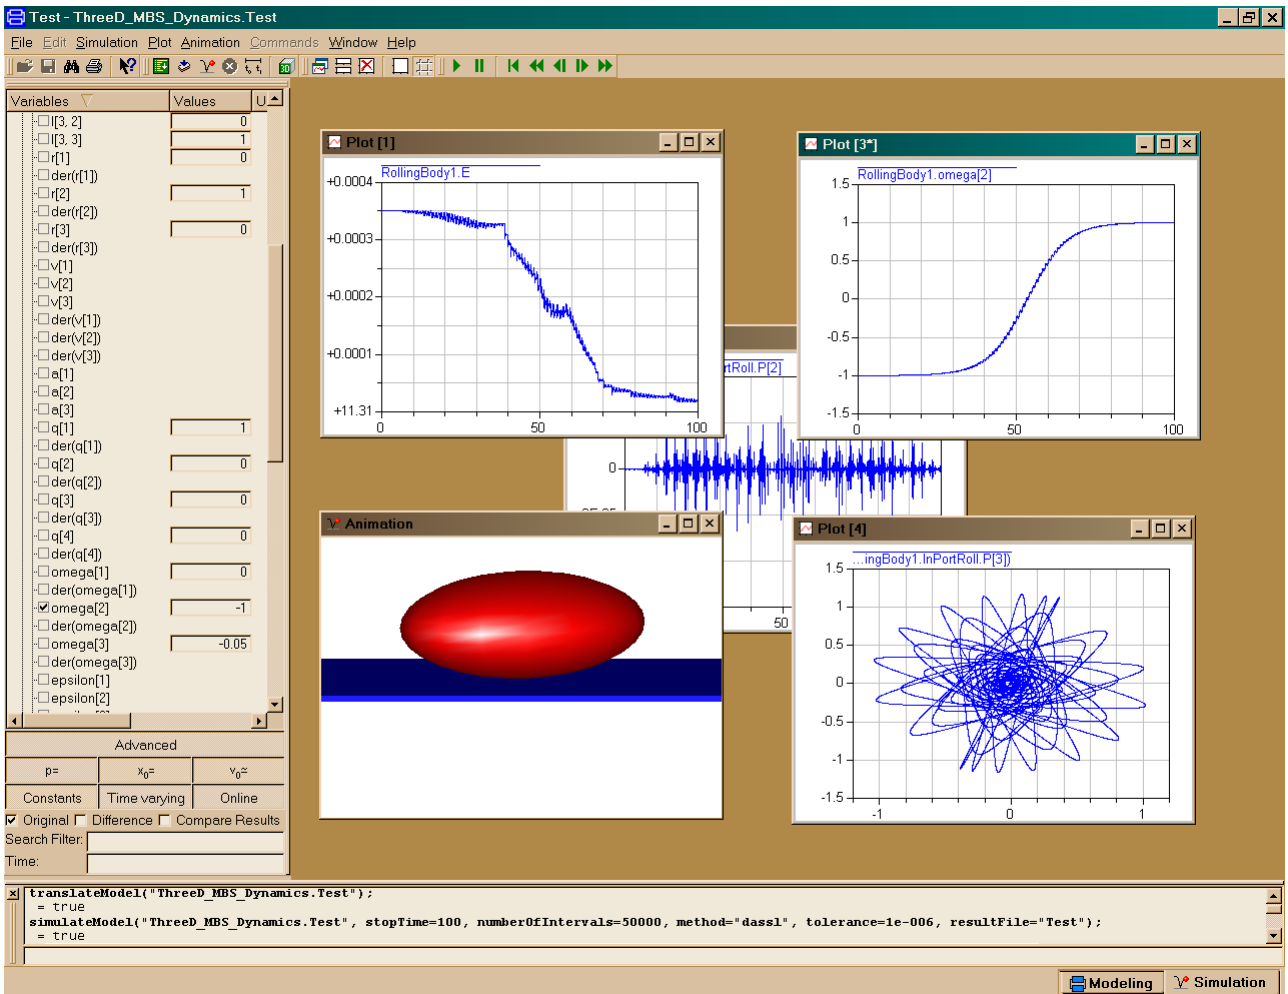 Test - ThreeD_MBS_Dynamics.Test
File Edit Simulation Plot Animation Commands Window Help
Variables Values U
I[3, 2] 0
I[3, 3] 1
r[1] 0
der(r[1])
r[2] 1
der(r[2])
r[3] 0
der(r[3])
v[1]
v[2]
v[3]
der(v[1])
der(v[2])
der(v[3])
a[1]
a[2]
a[3]
q[1] 1
der(q[1])
q[2] 0
der(q[2])
q[3] 0
der(q[3])
q[4] 0
der(q[4])
omega[1] 0
der(omega[1])
omega[2] -1
der(omega[2])
omega[3] -0.05
der(omega[3])
epsilon[1]
epsilon[2]
Advanced
p= x0= v0≈
Constants Time varying Online
Original Difference Compare Results
Search Filter:
Time:
Plot [1]
RollingBody1.E
+0.0004
+0.0003
+0.0002
+0.0001
+11.31
0 50 100
Plot [3*]
RollingBody1.omega[2]
1.5
1
0.5
0
-0.5
-1
-1.5
0 50 100
rtRoll.P[2]
0
50
Animation
Plot [4]
...ingBody1.InPortRoll.P[3])
1.5
1
0.5
0
-0.5
-1
-1.5
-1 0 1
translateModel("ThreeD_MBS_Dynamics.Test");
= true
simulateModel("ThreeD_MBS_Dynamics.Test", stopTime=100, numberOfIntervals=50000, method="dassl", tolerance=1e-006, resultFile="Test");
= true
Modeling Simulation